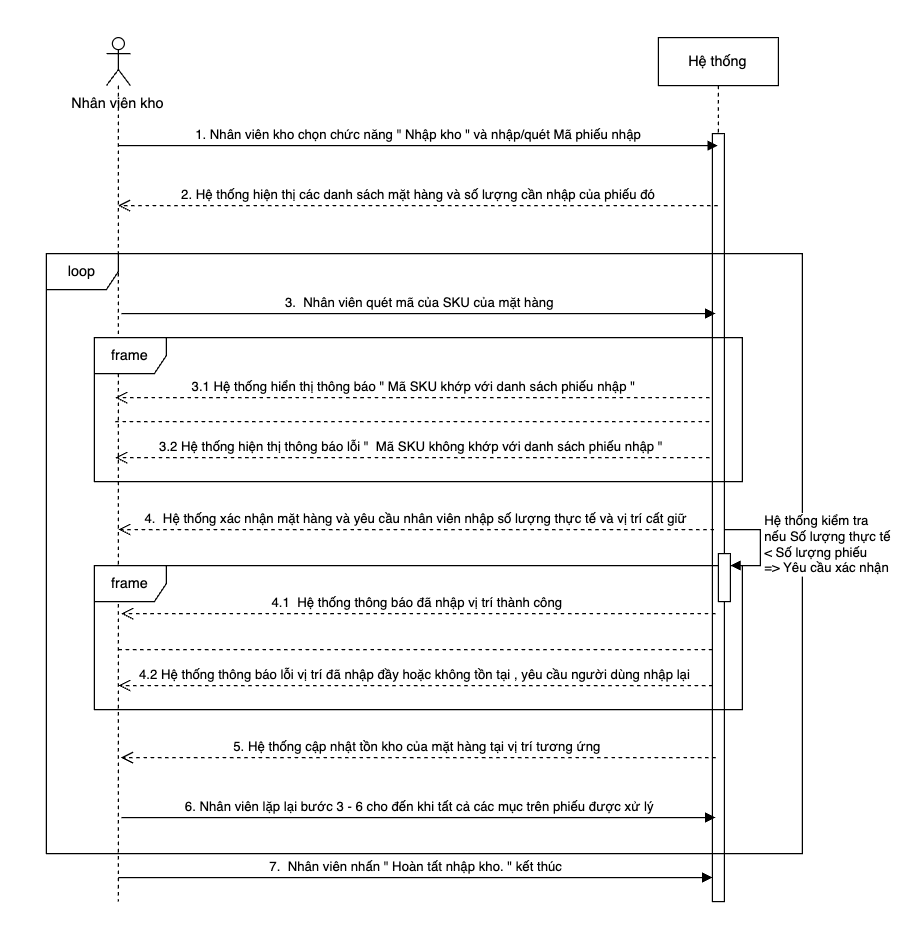 Nhân viên kho
Hệ thống
1. Nhân viên kho chọn chức năng " Nhập kho " và nhập/quét Mã phiếu nhập
2. Hệ thống hiện thị các danh sách mặt hàng và số lượng cần nhập của phiếu đó
loop
3. Nhân viên quét mã của SKU của mặt hàng
frame
3.1 Hệ thống hiển thị thông báo " Mã SKU khớp với danh sách phiếu nhập "
3.2 Hệ thống hiện thị thông báo lỗi " Mã SKU không khớp với danh sách phiếu nhập "
4. Hệ thống xác nhận mặt hàng và yêu cầu nhân viên nhập số lượng thực tế và vị trí cất giữ
Hệ thống kiểm tra
nếu Số lượng thực tế
< Số lượng phiếu
=> Yêu cầu xác nhận
frame
4.1 Hệ thống thông báo đã nhập vị trí thành công
4.2 Hệ thống thông báo lỗi vị trí đã nhập đầy hoặc không tồn tại , yêu cầu người dùng nhập lại
5. Hệ thống cập nhật tồn kho của mặt hàng tại vị trí tương ứng
6. Nhân viên lặp lại bước 3 - 6 cho đến khi tất cả các mục trên phiếu được xử lý
7. Nhân viên nhấn " Hoàn tất nhập kho. " kết thúc